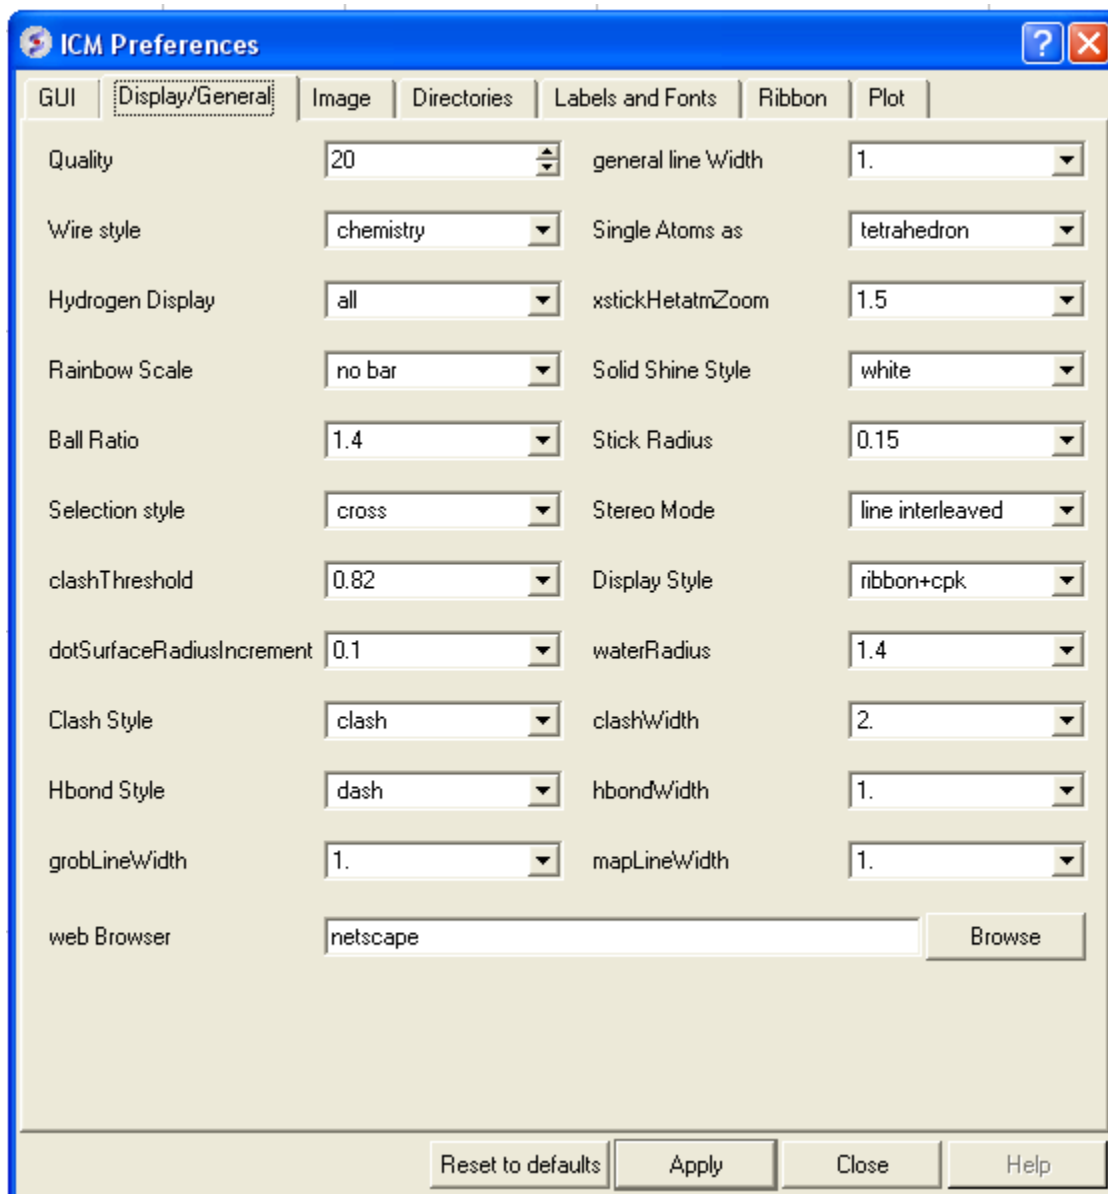 ICM Preferences
GUI Display/General Image Directories Labels and Fonts Ribbon Plot
Quality 20 general line Width 1.
Wire style chemistry Single Atoms as tetrahedron
Hydrogen Display all xstickHetatmZoom 1.5
Rainbow Scale no bar Solid Shine Style white
Ball Ratio 1.4 Stick Radius 0.15
Selection style cross Stereo Mode line interleaved
clashThreshold 0.82 Display Style ribbon+cpk
dotSurfaceRadiusIncrement 0.1 waterRadius 1.4
Clash Style clash clashWidth 2.
Hbond Style dash hbondWidth 1.
grobLineWidth 1. mapLineWidth 1.
web Browser netscape Browse
Reset to defaults Apply Close Help